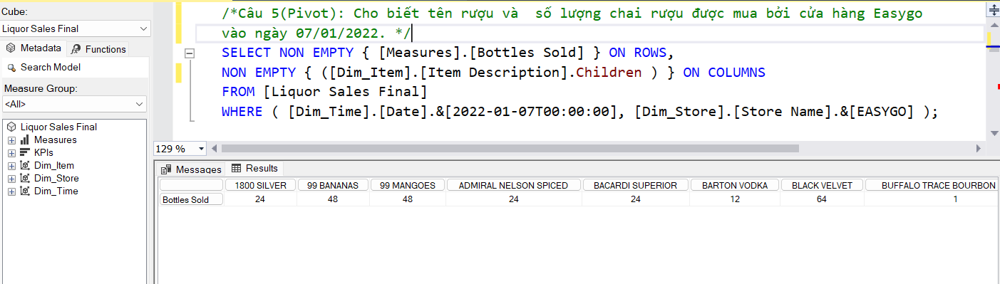 Cube:
Liquor Sales Final
Metadata
Functions
Search Model
Measure Group:
<All>
Liquor Sales Final
Measures
KPIs
Dim_Item
Dim_Store
Dim_Time
/*Câu 5(Pivot): Cho biết tên rượu và  số lượng chai rượu được mua bởi cửa hàng Easygo
vào ngày 07/01/2022. */
SELECT NON EMPTY { [Measures].[Bottles Sold] } ON ROWS,
NON EMPTY { ([Dim_Item].[Item Description].Children ) } ON COLUMNS
FROM [Liquor Sales Final]
WHERE ( [Dim_Time].[Date].&[2022-01-07T00:00:00], [Dim_Store].[Store Name].&[EASYGO] );
129 %
Messages Results
1800 SILVER 99 BANANAS 99 MANGOES ADMIRAL NELSON SPICED BACARDI SUPERIOR BARTON VODKA BLACK VELVET BUFFALO TRACE BOURBON
Bottles Sold 24 48 48 24 24 12 64 1